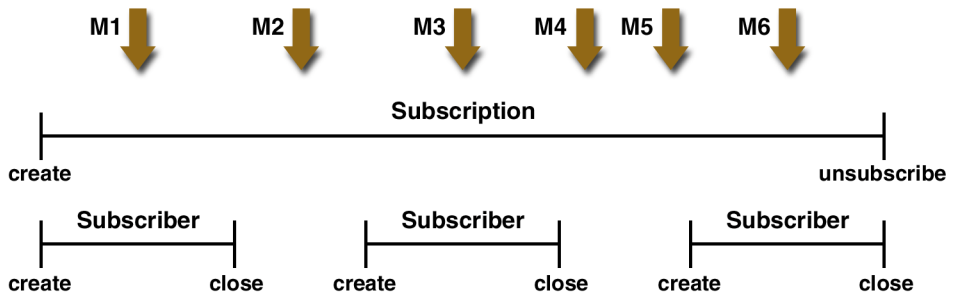 M1 M2 M3 M4 M5 M6
Subscription
create unsubscribe
Subscriber Subscriber Subscriber
create close create close create close